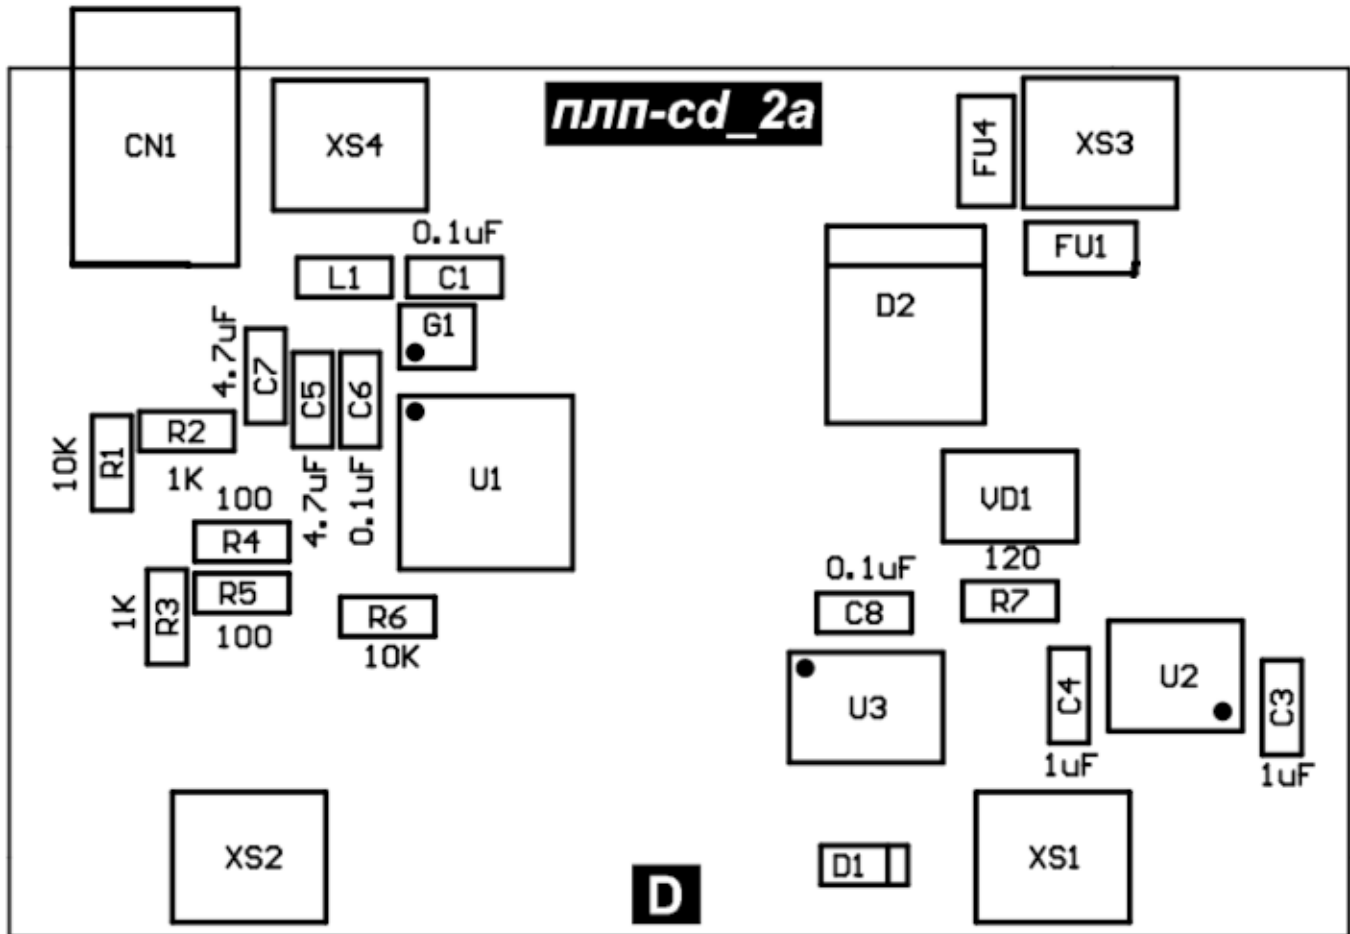 плп-cd_2a
CN1
XS4
FU4
XS3
0.1uF
FU1
L1
C1
D2
G1
4.7uF
C7
C5
C6
R2
10K
R1
1K
4.7uF
0.1uF
U1
100
R4
VD1
120
R7
0.1uF
C8
1K
R3
R5
100
R6
10K
U3
C4
1uF
U2
C3
1uF
XS2
D
D1
XS1